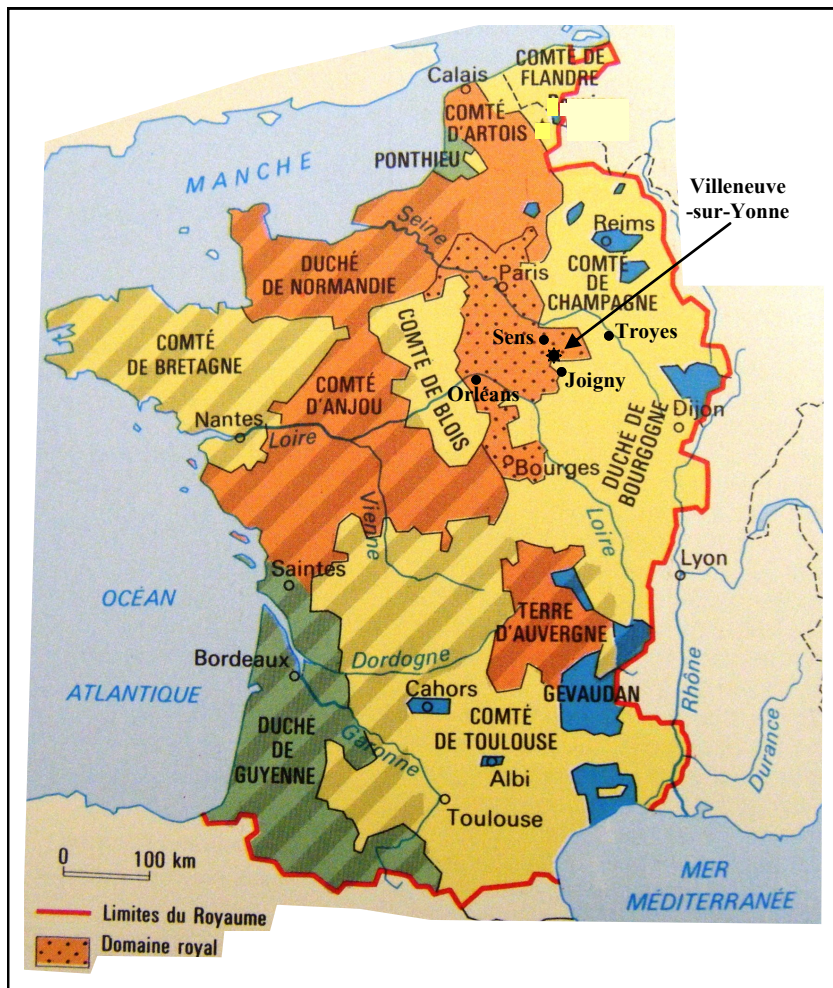 COMTÉ DE
FLANDRE
Calais
COMTÉ
D'ARTOIS
PONTHIEU
MANCHE
Villeneuve
-sur-Yonne
Seine
Reims
DUCHÉ
DE NORMANDIE
Paris
COMTÉ
DE
CHAMPAGNE
COMTÉ
DE BRETAGNE
COMTE DE BLOIS
Sens
Troyes
Joigny
COMTÉ
D'ANJOU
Orléans
Nantes
Loire
Dijon
DUCHE DE
BOURGOGNE
Bourges
Vienne
Loire
Saintes
Lyon
OCÉAN
ATLANTIQUE
TERRE
D'AUVERGNE
Bordeaux
Dordogne
GEVAUDAN
Rhône
Cahors
COMTÉ
DE TOULOUSE
DUCHÉ
DE
GUYENNE
Garonne
Albi
Durance
Toulouse
0 100 km
MER
MÉDITERRANÉE
Limites du Royaume
Domaine royal